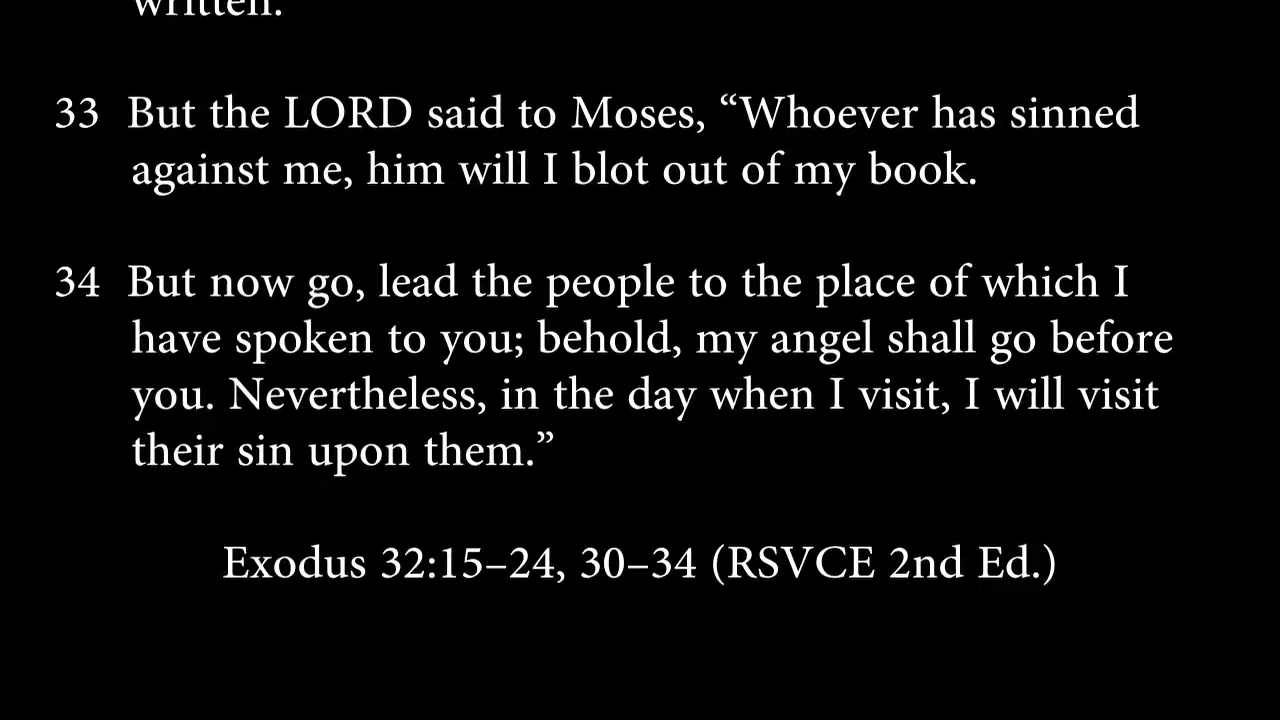 written.
33 But the LORD said to Moses, “Whoever has sinned
against me, him will I blot out of my book.
34 But now go, lead the people to the place of which I
have spoken to you; behold, my angel shall go before
you. Nevertheless, in the day when I visit, I will visit
their sin upon them.”
Exodus 32:15–24, 30–34 (RSVCE 2nd Ed.)